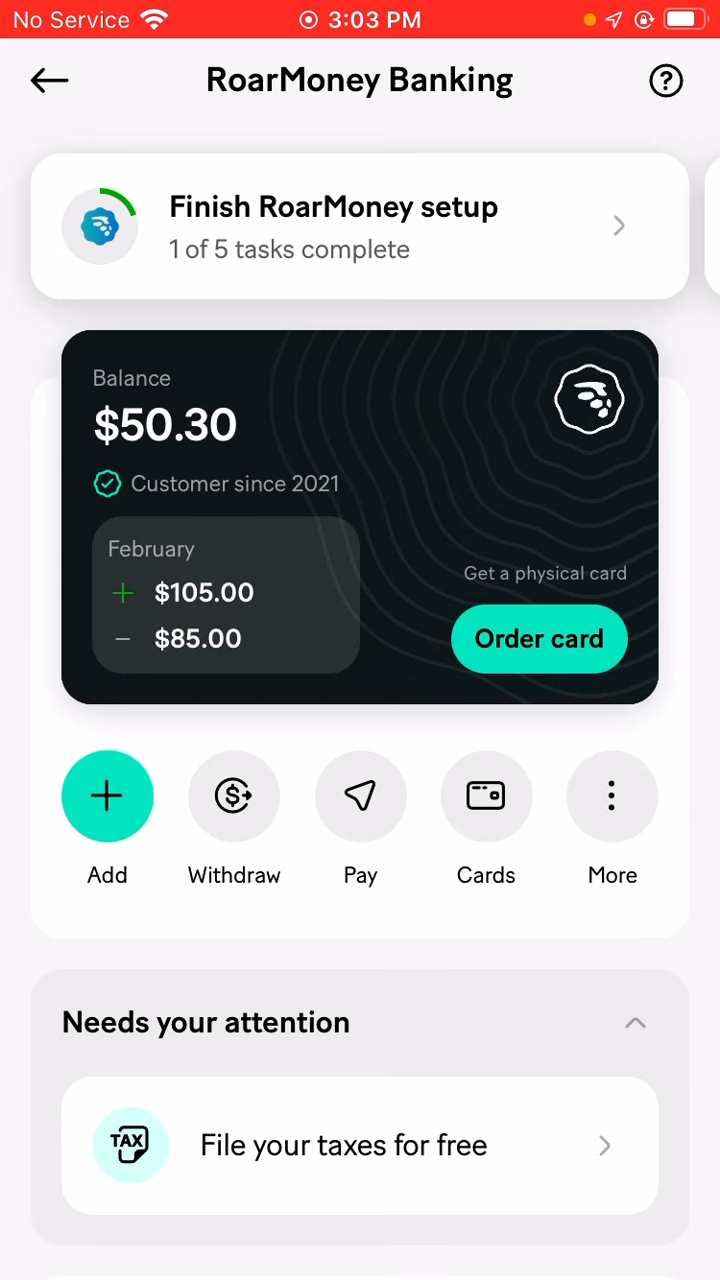 No Service 3:03 PM
RoarMoney Banking
Finish RoarMoney setup
1 of 5 tasks complete
Balance
$50.30
Customer since 2021
February
+ $105.00
− $85.00
Get a physical card
Order card
Add Withdraw Pay Cards More
Needs your attention
TAX File your taxes for free